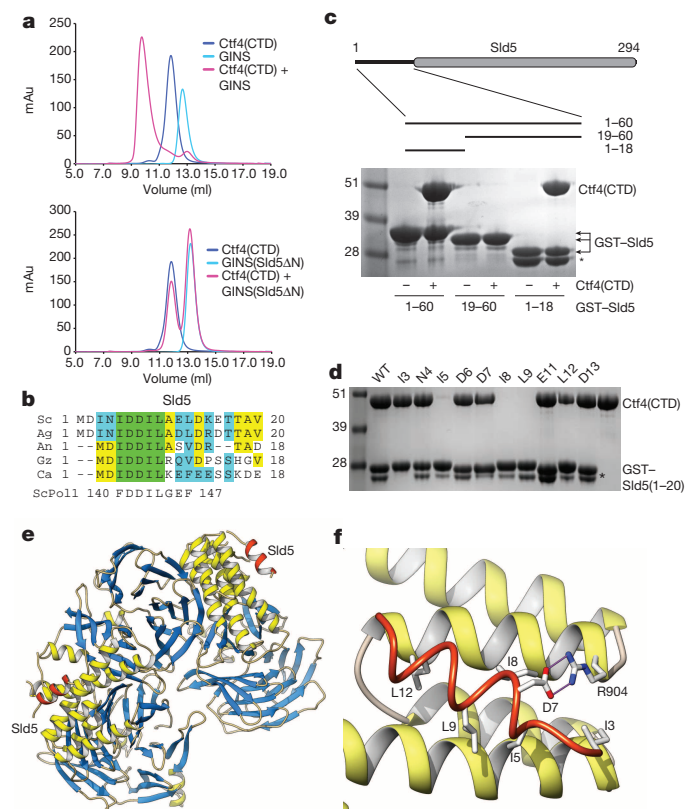 a
Ctf4(CTD)
GINS
Ctf4(CTD) +
GINS
mAu
250
200
150
100
50
0
5.0 7.0 9.0 11.0 13.0 15.0 17.0 19.0
Volume (ml)
Ctf4(CTD)
GINS(Sld5ΔN)
Ctf4(CTD) +
GINS(Sld5ΔN)
mAu
300
250
200
150
100
50
0
5.0 7.0 9.0 11.0 13.0 15.0 17.0 19.0
Volume (ml)
b
Sld5
Sc 1 MDINIDDILAELDKETTAV 20
Ag 1 MDINIDDILADLDRDTTAV 20
An 1 --MDIDDILASVDR--TAD 18
Gz 1 --MDIDDILRQVDPSSHGV 18
Ca 1 --MDIDDILKEFEESSKDE 18
ScPol1 140 FDDILGEF 147
c
1 Sld5 294
1–60
19–60
1–18
51
39
28
Ctf4(CTD)
GST–Sld5
*
– + – + – + Ctf4(CTD)
1–60 19–60 1–18 GST–Sld5
d
WT I3 N4 I5 D6 D7 I8 L9 E11 L12 D13
51
39
28
Ctf4(CTD)
GST–
Sld5(1–20)
*
e
Sld5
Sld5
f
L12
I8
R904
D7
L9
I5
I3